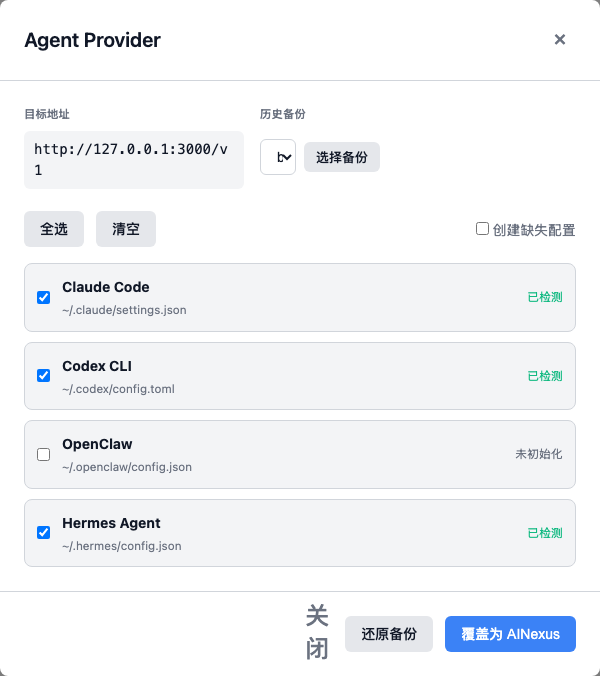 Agent Provider
×
目标地址
历史备份
http://127.0.0.1:3000/v
1
选择备份
全选
清空
创建缺失配置
Claude Code
~/.claude/settings.json
已检测
Codex CLI
~/.codex/config.toml
已检测
OpenClaw
~/.openclaw/config.json
未初始化
Hermes Agent
~/.hermes/config.json
已检测
关
闭
还原备份
覆盖为 AINexus